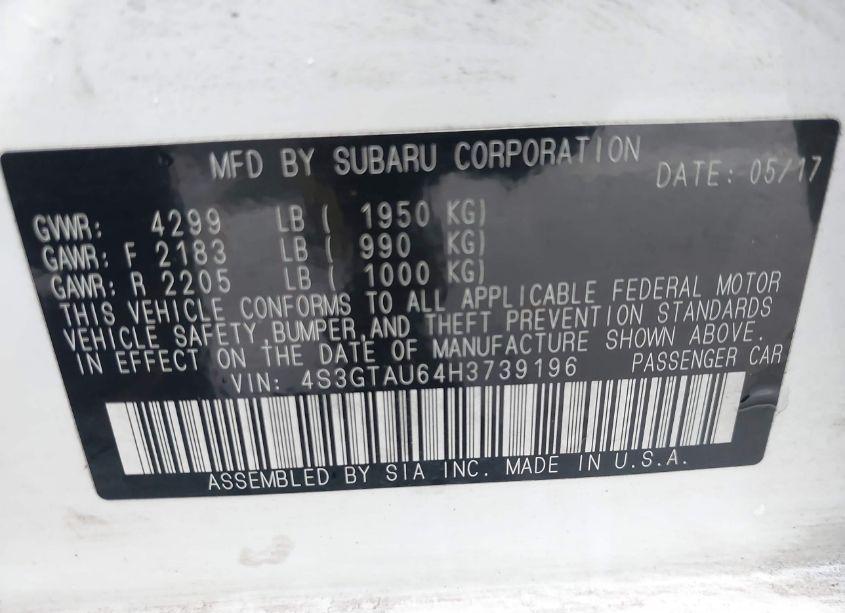 MFD BY SUBARU CORPORATION DATE: 05/17
GVWR: 4299 LB ( 1950 KG)
GAWR: F 2183 LB ( 990 KG)
GAWR: R 2205 LB ( 1000 KG)
THIS VEHICLE CONFORMS TO ALL APPLICABLE FEDERAL MOTOR
VEHICLE SAFETY,BUMPER,AND THEFT PREVENTION STANDARDS
IN EFFECT ON THE DATE OF MANUFACTURE SHOWN ABOVE.
VIN: 4S3GTAU64H3739196 PASSENGER CAR
ASSEMBLED BY SIA INC. MADE IN U.S.A.